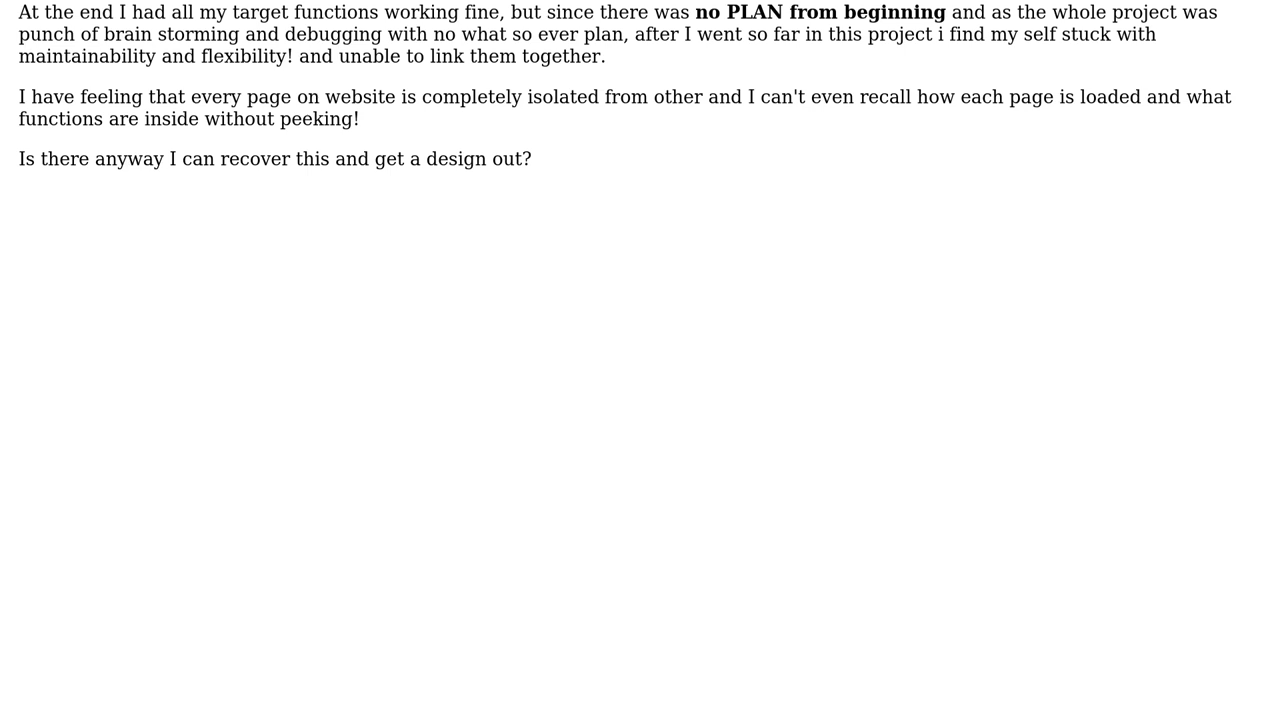 At the end I had all my target functions working fine, but since there was no PLAN from beginning and as the whole project was
punch of brain storming and debugging with no what so ever plan, after I went so far in this project i find my self stuck with
maintainability and flexibility! and unable to link them together.
I have feeling that every page on website is completely isolated from other and I can't even recall how each page is loaded and what
functions are inside without peeking!
Is there anyway I can recover this and get a design out?